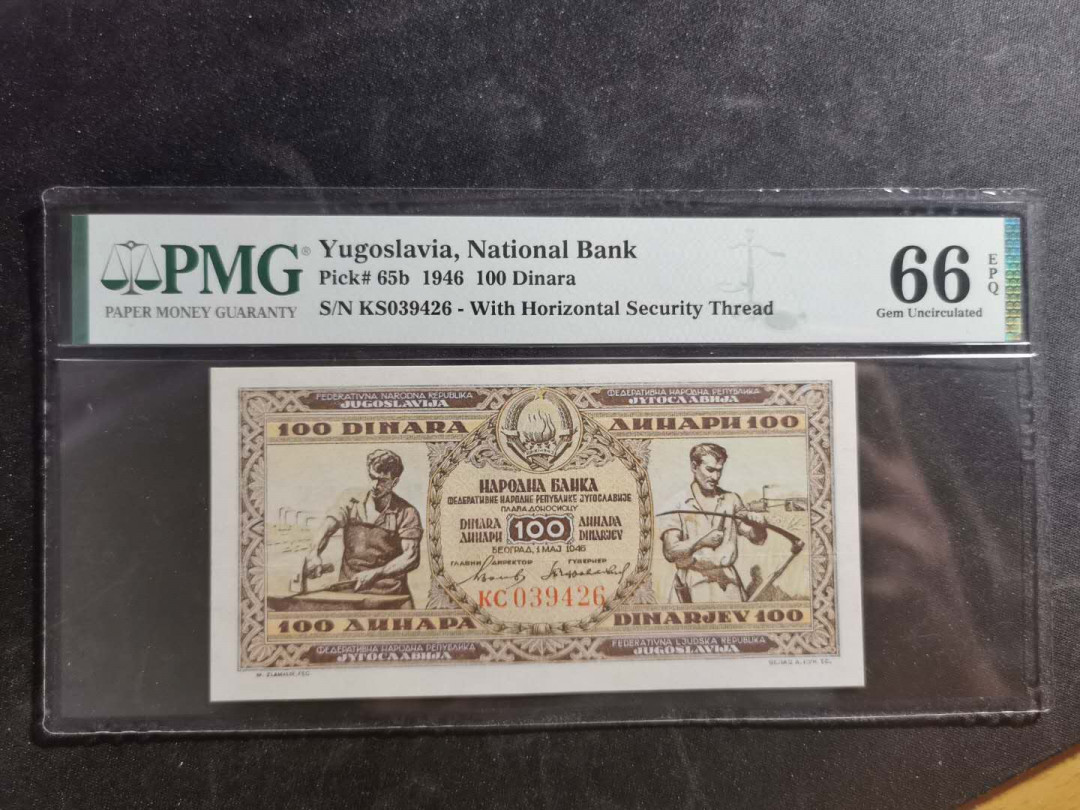 PMG®
PAPER MONEY GUARANTY
Yugoslavia, National Bank
Pick# 65b 1946 100 Dinara
S/N KS039426 - With Horizontal Security Thread
66
EPQ
Gem Uncirculated
FEDERATIVNA NARODNA REPUBLIKA
JUGOSLAVIJA
ФЕДЕРАТИВНА НАРОДНА РЕПУБЛИКА
ЈУГОСЛАВИЈА
100 DINARA
ДИНАРИ 100
НАРОДНА БАНКА
ФЕДЕРАТИВНЕ НАРОДНЕ РЕПУБЛИКЕ ЈУГОСЛАВИЈЕ
ПЛАЋА ДОНОСИОЦУ
DINARA 100 ДИНАРА
ДИНАРИ DINARJEV
БЕОГРАД, 1 МАЈ 1946
ГЛАВНИ ДИРЕКТОР ГУВЕРНЕР
КС 039426
100 ДИНАРА
DINARJEV 100
ФЕДЕРАТИВНА НАРОДНА РЕПУБЛИКА
ЈУГОСЛАВИЈА
FEDERATIVNA LJUDSKA REPUBLIKA
JUGOSLAVIJA